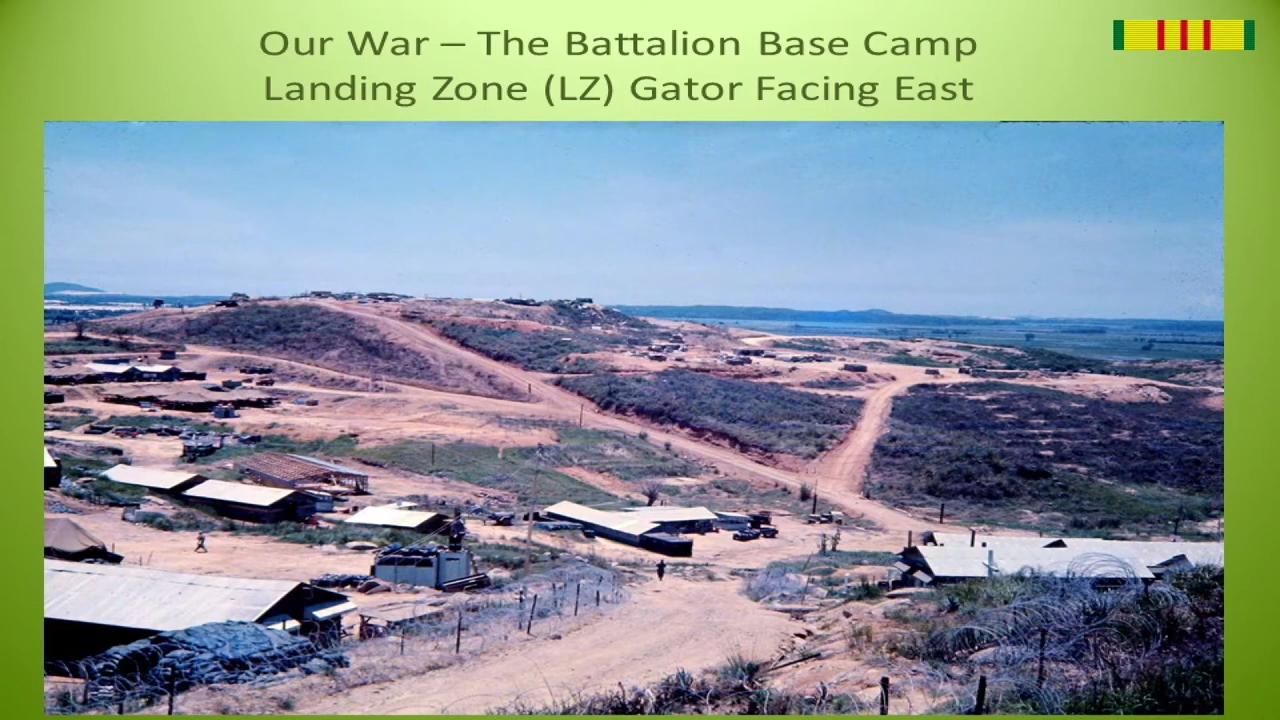 Our War – The Battalion Base Camp
Landing Zone (LZ) Gator Facing East